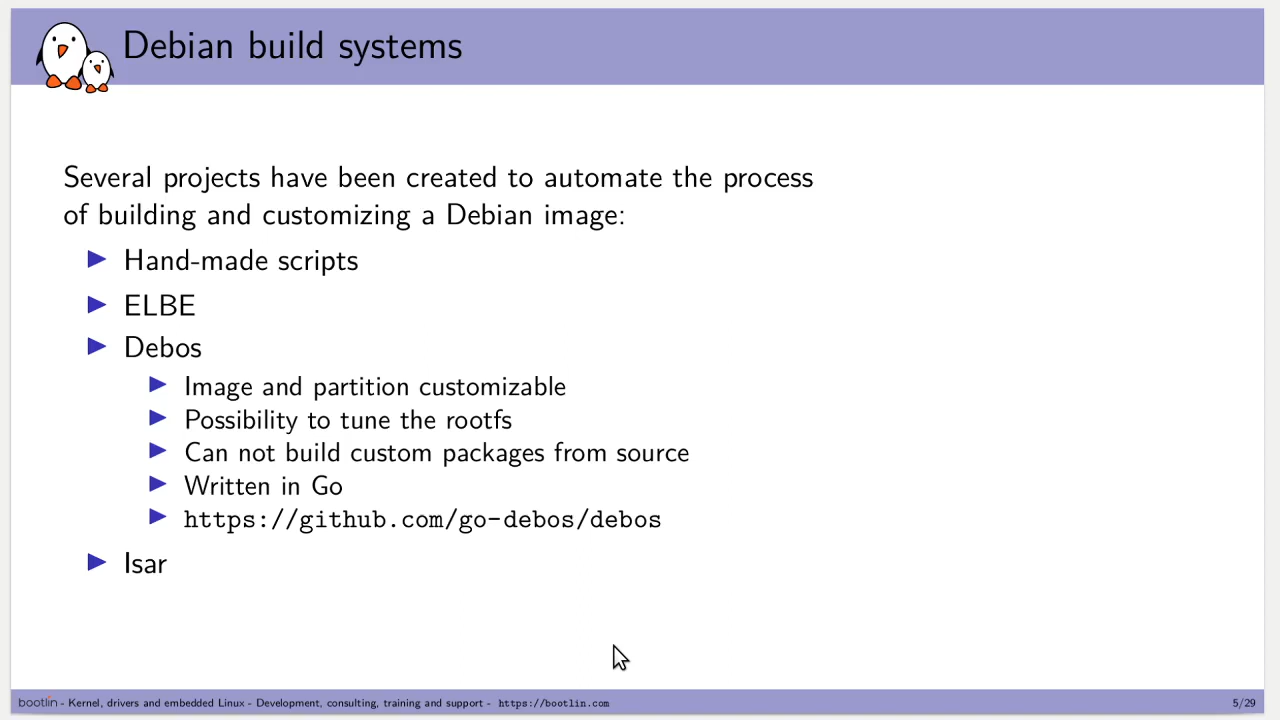 Debian build systems
Several projects have been created to automate the process
of building and customizing a Debian image:
Hand-made scripts
ELBE
Debos
Image and partition customizable
Possibility to tune the rootfs
Can not build custom packages from source
Written in Go
https://github.com/go-debos/debos
Isar
bootlin - Kernel, drivers and embedded Linux - Development, consulting, training and support - https://bootlin.com 5/29